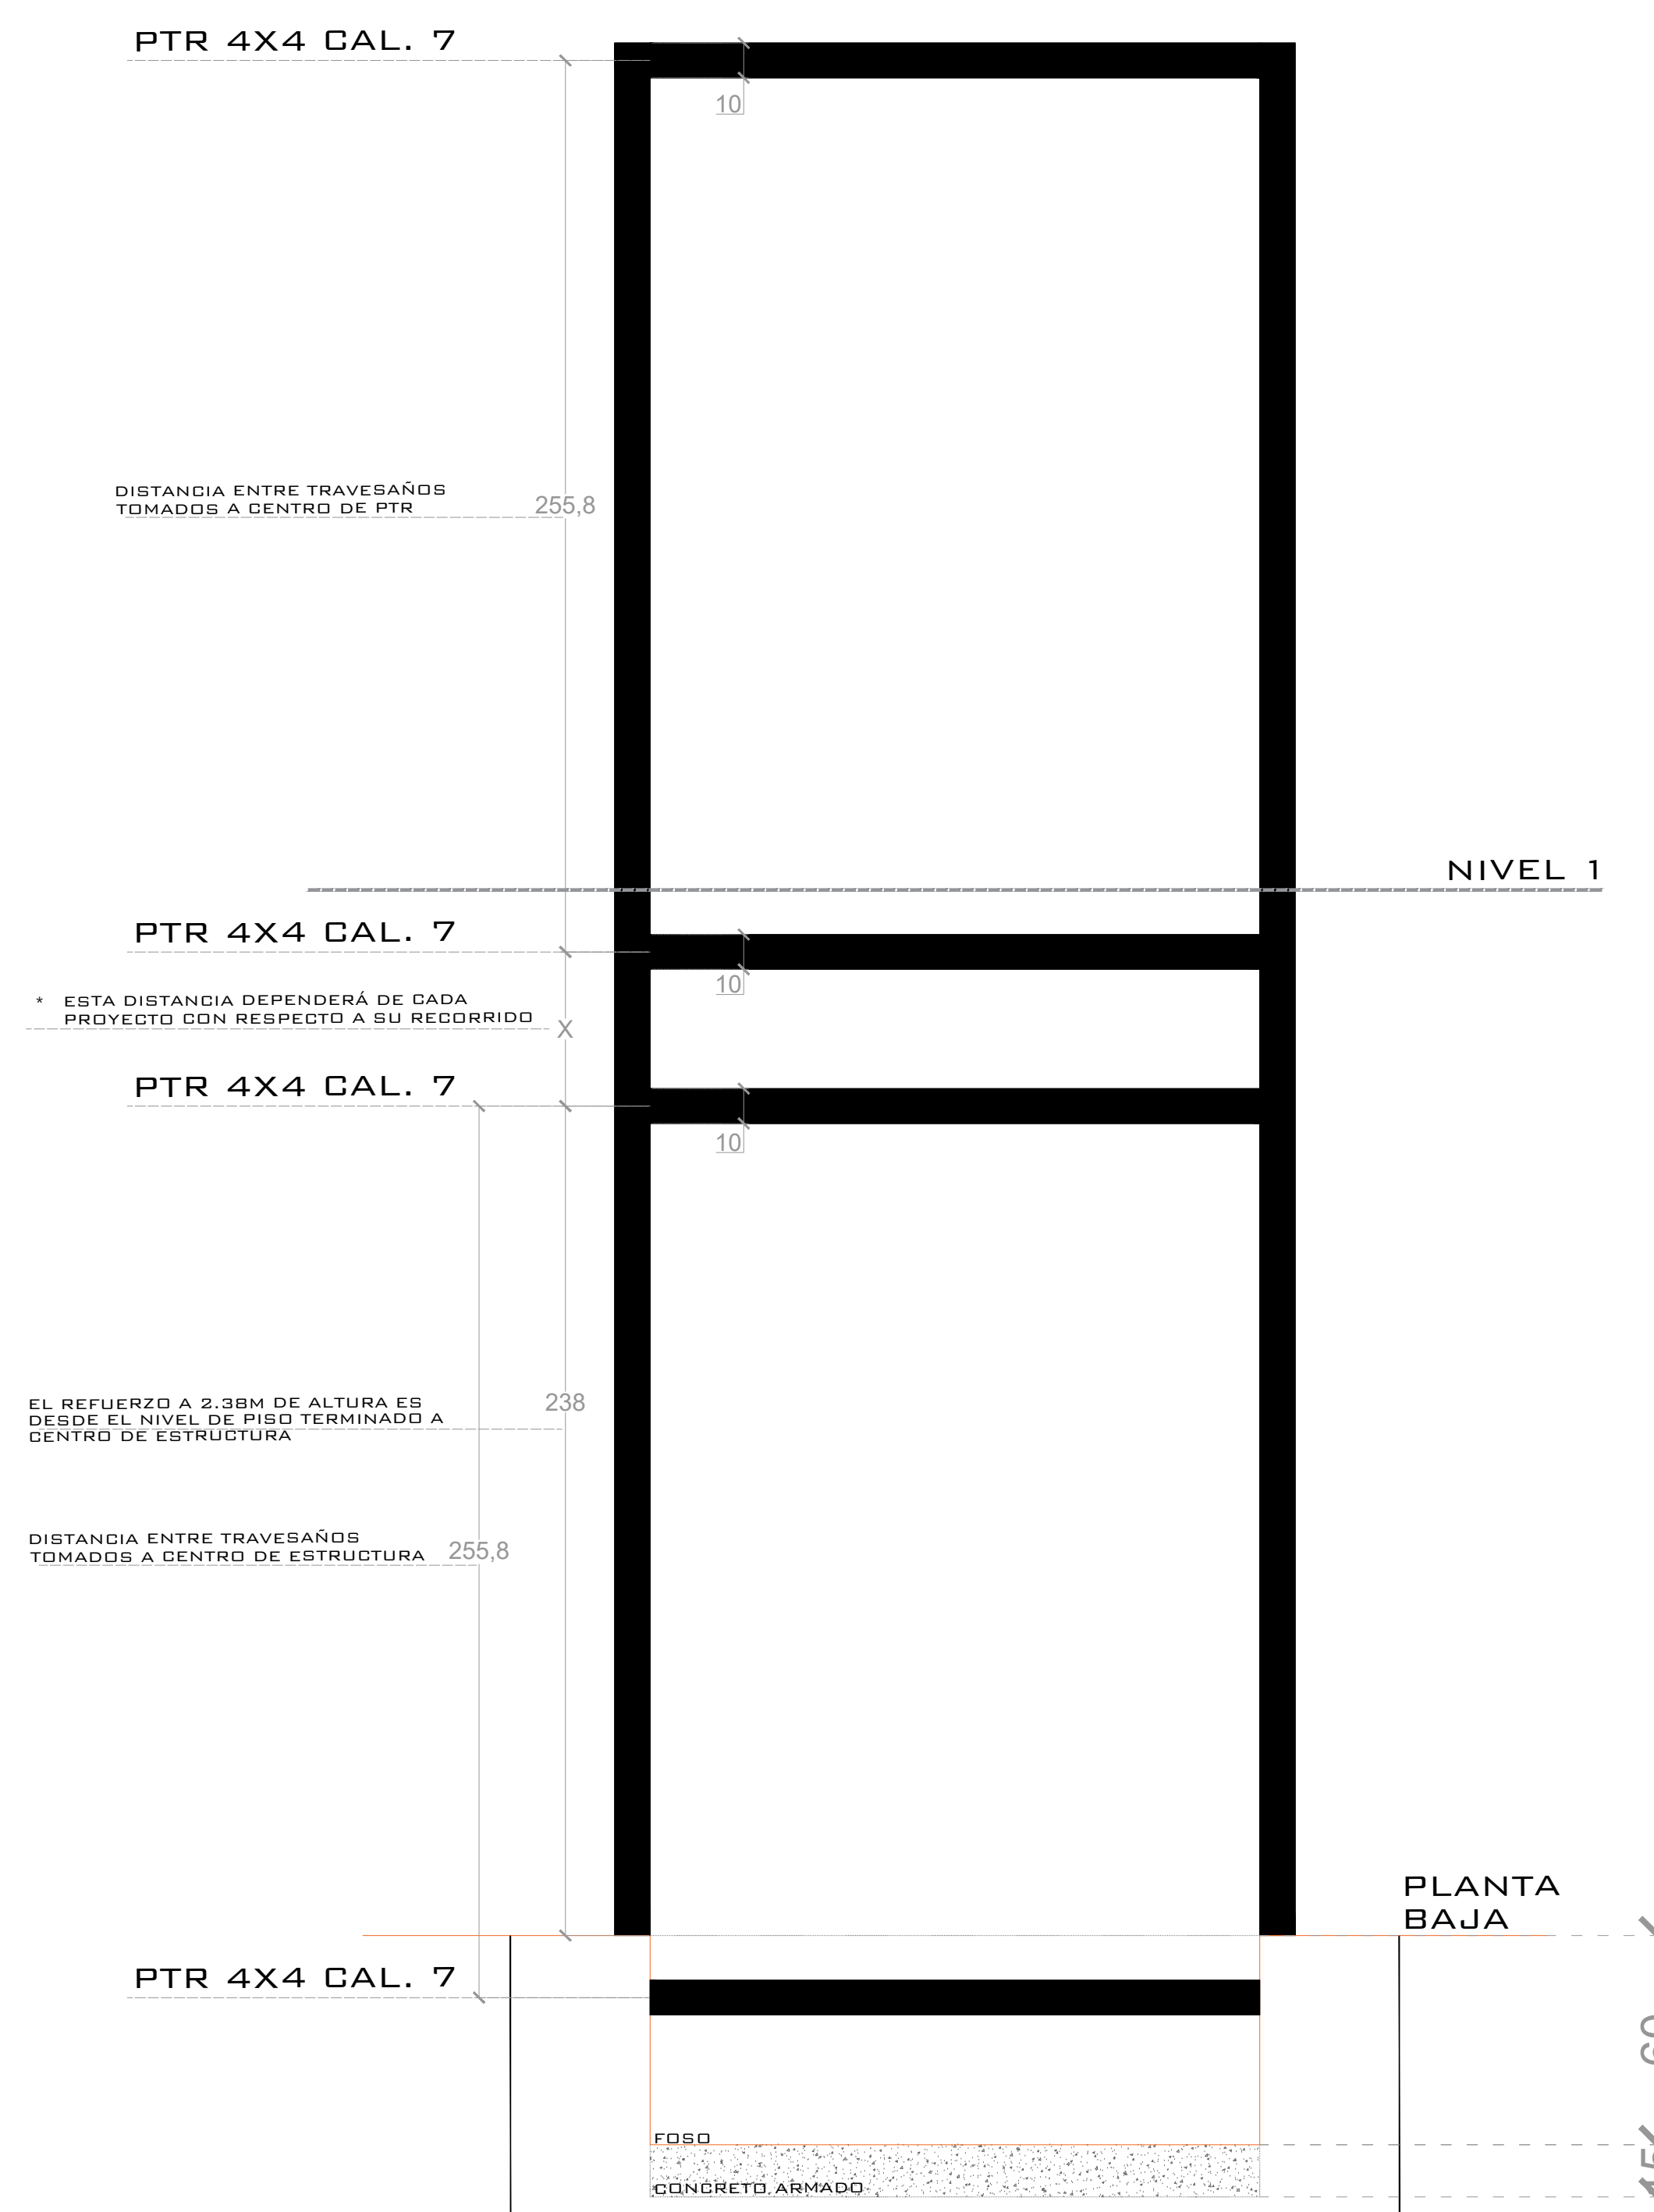 PTR 4X4 CAL. 7
10
DISTANCIA ENTRE TRAVESAÑOS
TOMADOS A CENTRO DE PTR
255,8
NIVEL 1
PTR 4X4 CAL. 7
10
* ESTA DISTANCIA DEPENDERÁ DE CADA
PROYECTO CON RESPECTO A SU RECORRIDO
X
PTR 4X4 CAL. 7
10
EL REFUERZO A 2.38M DE ALTURA ES
DESDE EL NIVEL DE PISO TERMINADO A
CENTRO DE ESTRUCTURA
238
DISTANCIA ENTRE TRAVESAÑOS
TOMADOS A CENTRO DE ESTRUCTURA
255,8
PLANTA
BAJA
PTR 4X4 CAL. 7
60
FOSO
15
CONCRETO ARMADO